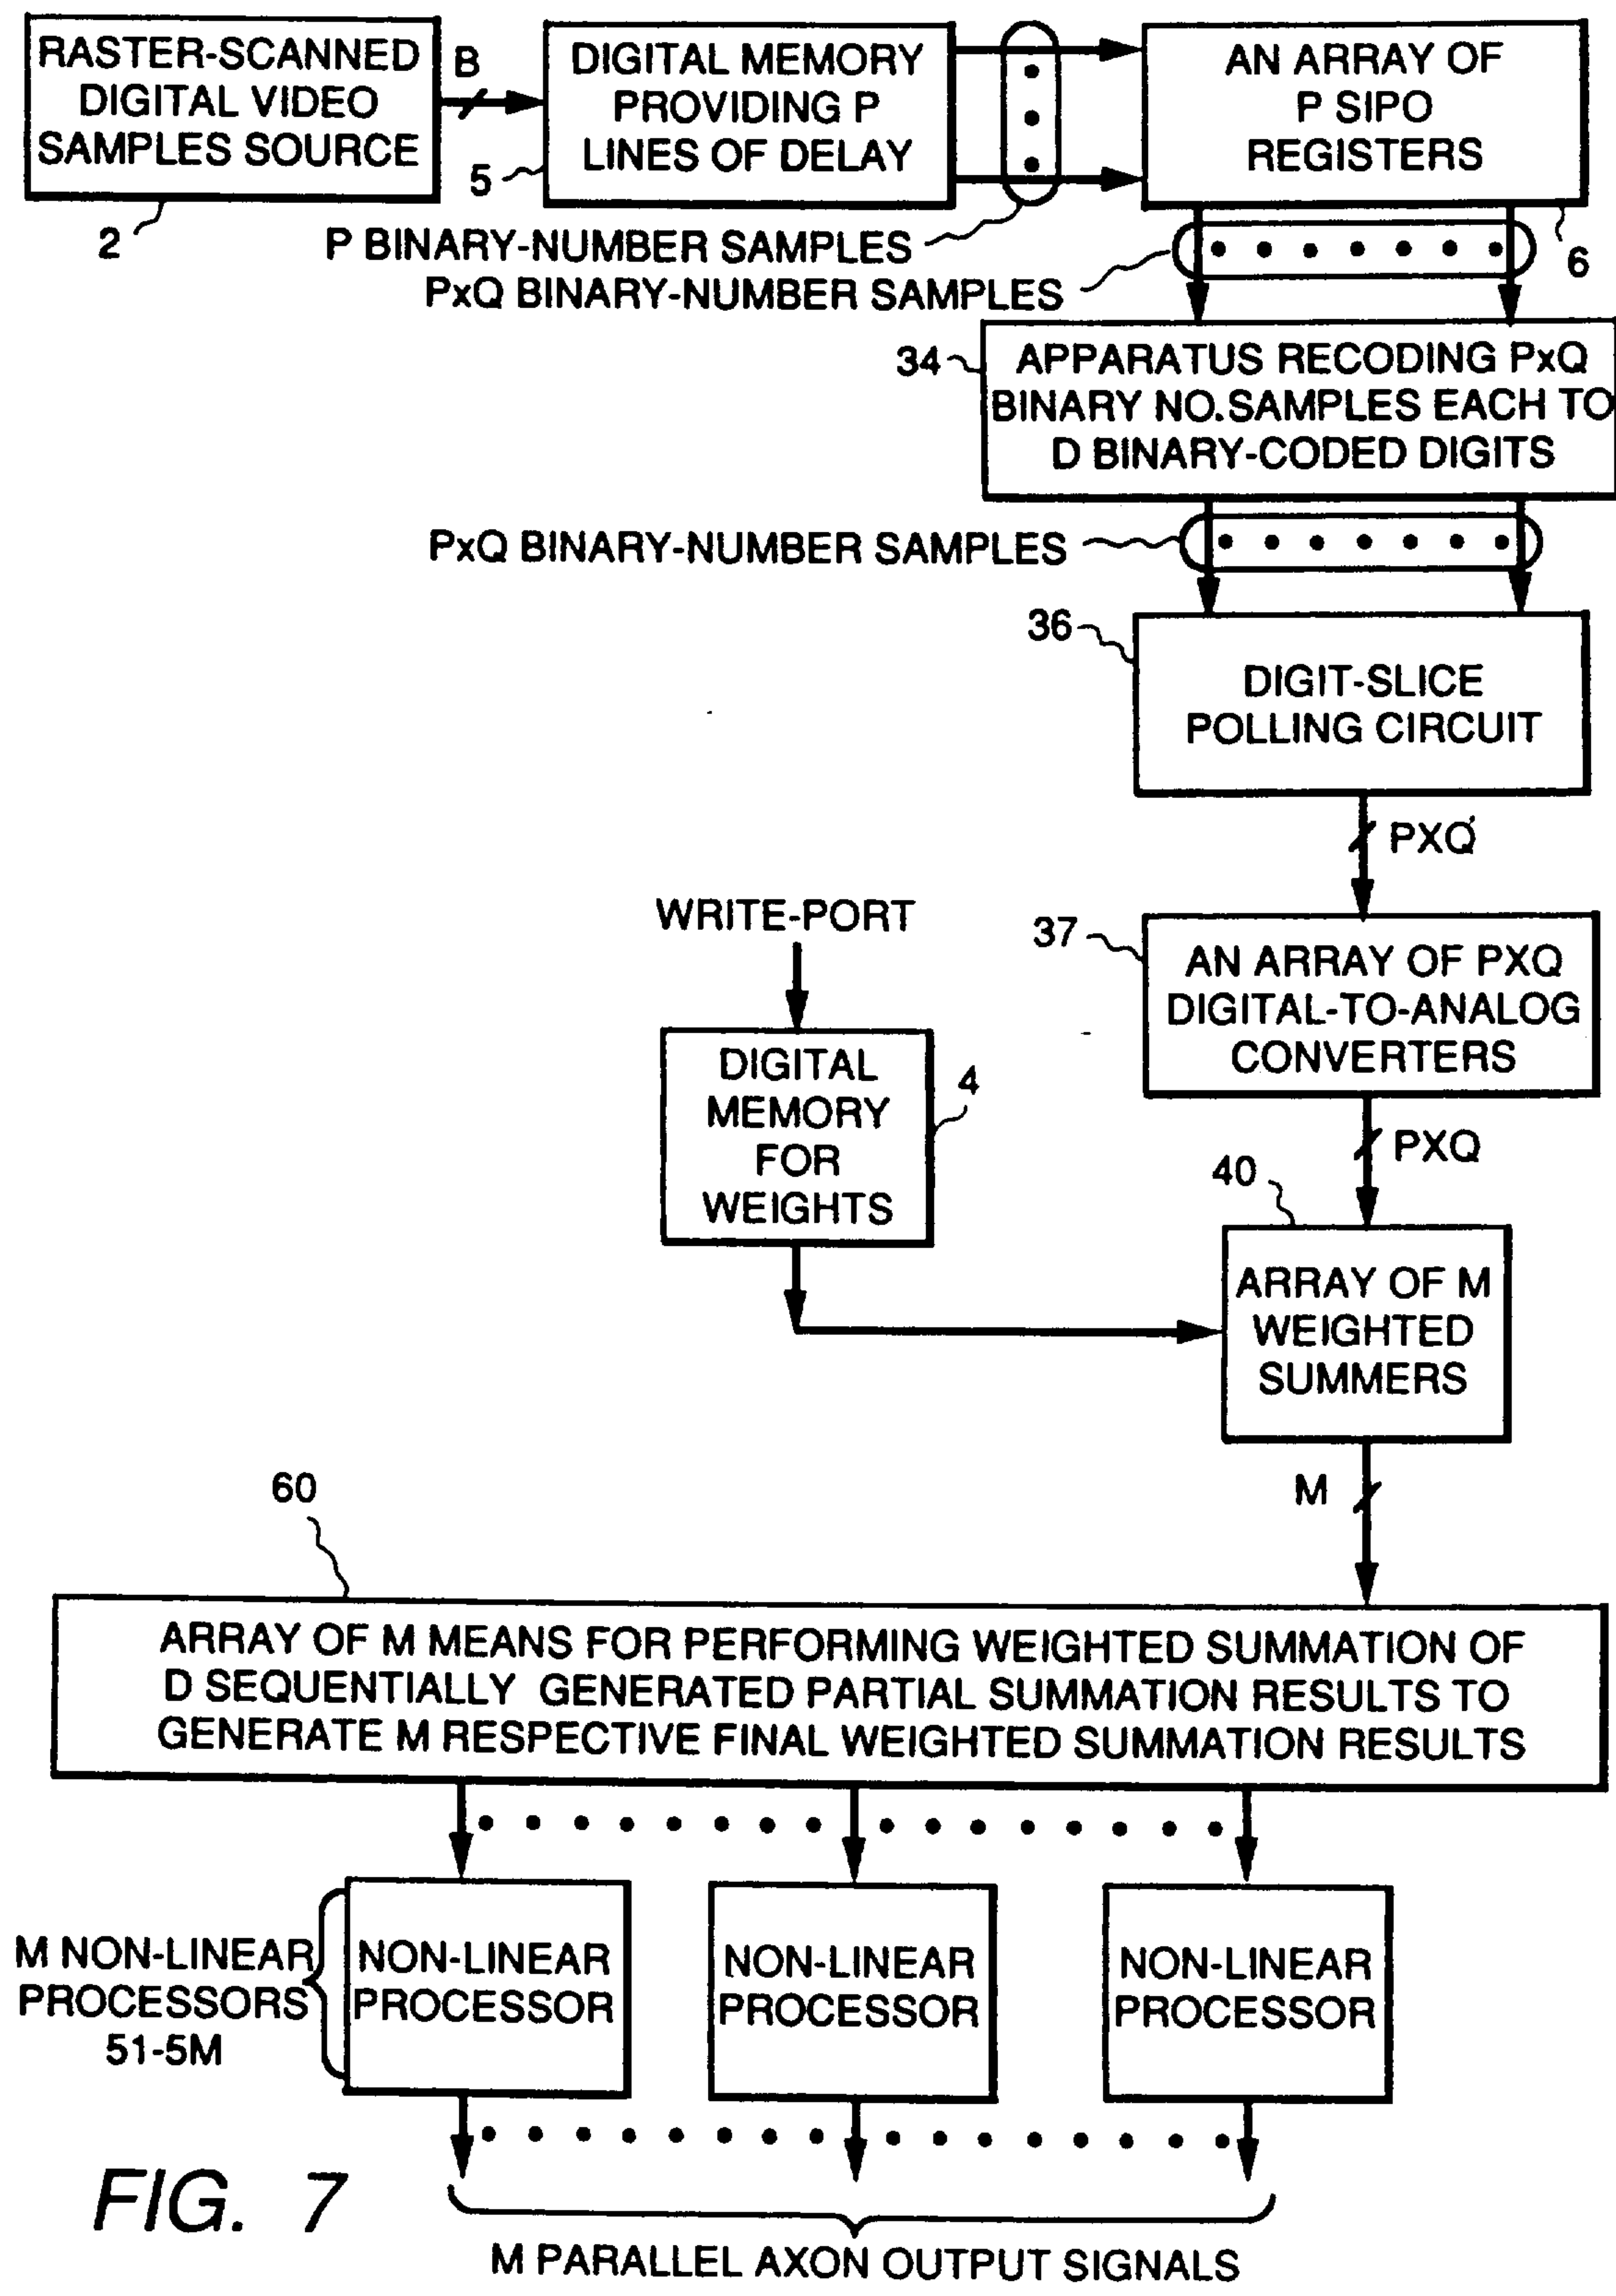 RASTER-SCANNED
DIGITAL VIDEO
SAMPLES SOURCE
2
B
DIGITAL MEMORY
PROVIDING P
LINES OF DELAY
5
AN ARRAY OF
P SIPO
REGISTERS
6
P BINARY-NUMBER SAMPLES
PxQ BINARY-NUMBER SAMPLES
34
APPARATUS RECODING PxQ
BINARY NO.SAMPLES EACH TO
D BINARY-CODED DIGITS
PxQ BINARY-NUMBER SAMPLES
36
DIGIT-SLICE
POLLING CIRCUIT
PXQ
WRITE-PORT
37
AN ARRAY OF PXQ
DIGITAL-TO-ANALOG
CONVERTERS
DIGITAL
MEMORY
FOR
WEIGHTS
4
PXQ
40
ARRAY OF M
WEIGHTED
SUMMERS
M
60
ARRAY OF M MEANS FOR PERFORMING WEIGHTED SUMMATION OF
D SEQUENTIALLY GENERATED PARTIAL SUMMATION RESULTS TO
GENERATE M RESPECTIVE FINAL WEIGHTED SUMMATION RESULTS
M NON-LINEAR
PROCESSORS
51-5M
NON-LINEAR
PROCESSOR
NON-LINEAR
PROCESSOR
NON-LINEAR
PROCESSOR
FIG. 7
M PARALLEL AXON OUTPUT SIGNALS